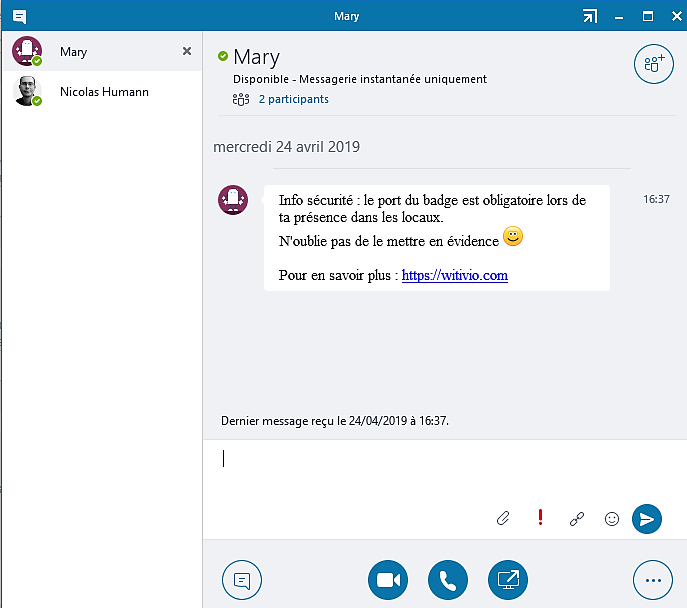 Mary
Mary
Nicolas Humann
Mary
Disponible - Messagerie instantanée uniquement
2 participants
mercredi 24 avril 2019
Info sécurité : le port du badge est obligatoire lors de
ta présence dans les locaux.
N'oublie pas de le mettre en évidence
Pour en savoir plus : https://witivio.com
16:37
Dernier message reçu le 24/04/2019 à 16:37.